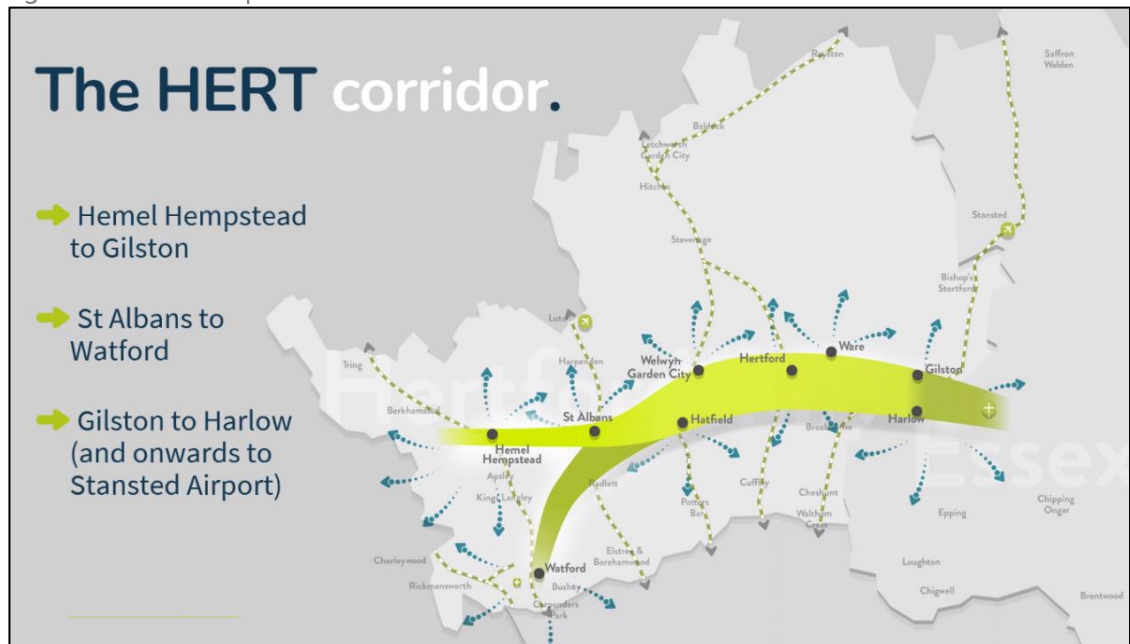 The HERT corridor.
Hemel Hempstead
to Gilston
St Albans to
Watford
Gilston to Harlow
(and onwards to
Stansted Airport)
Royston
Saffron
Walden
Baldock
Letchworth
Garden City
Hitchin
Stevenage
Stansted
Bishop's
Stortford
Luton
Harpenden
Tring
Welwyn
Garden City
Hertford
Ware
Gilston
Berkhamsted
St Albans
Hatfield
Harlow
Essex
Hemel
Hempstead
Apsley
Kings Langley
Radlett
Potters
Bar
Cuffley
Cheshunt
Waltham
Cross
Epping
Chipping
Ongar
Chorleywood
Rickmansworth
Watford
Bushey
Carpenders
Park
Elstree &
Borehamwood
Loughton
Chigwell
Brentwood